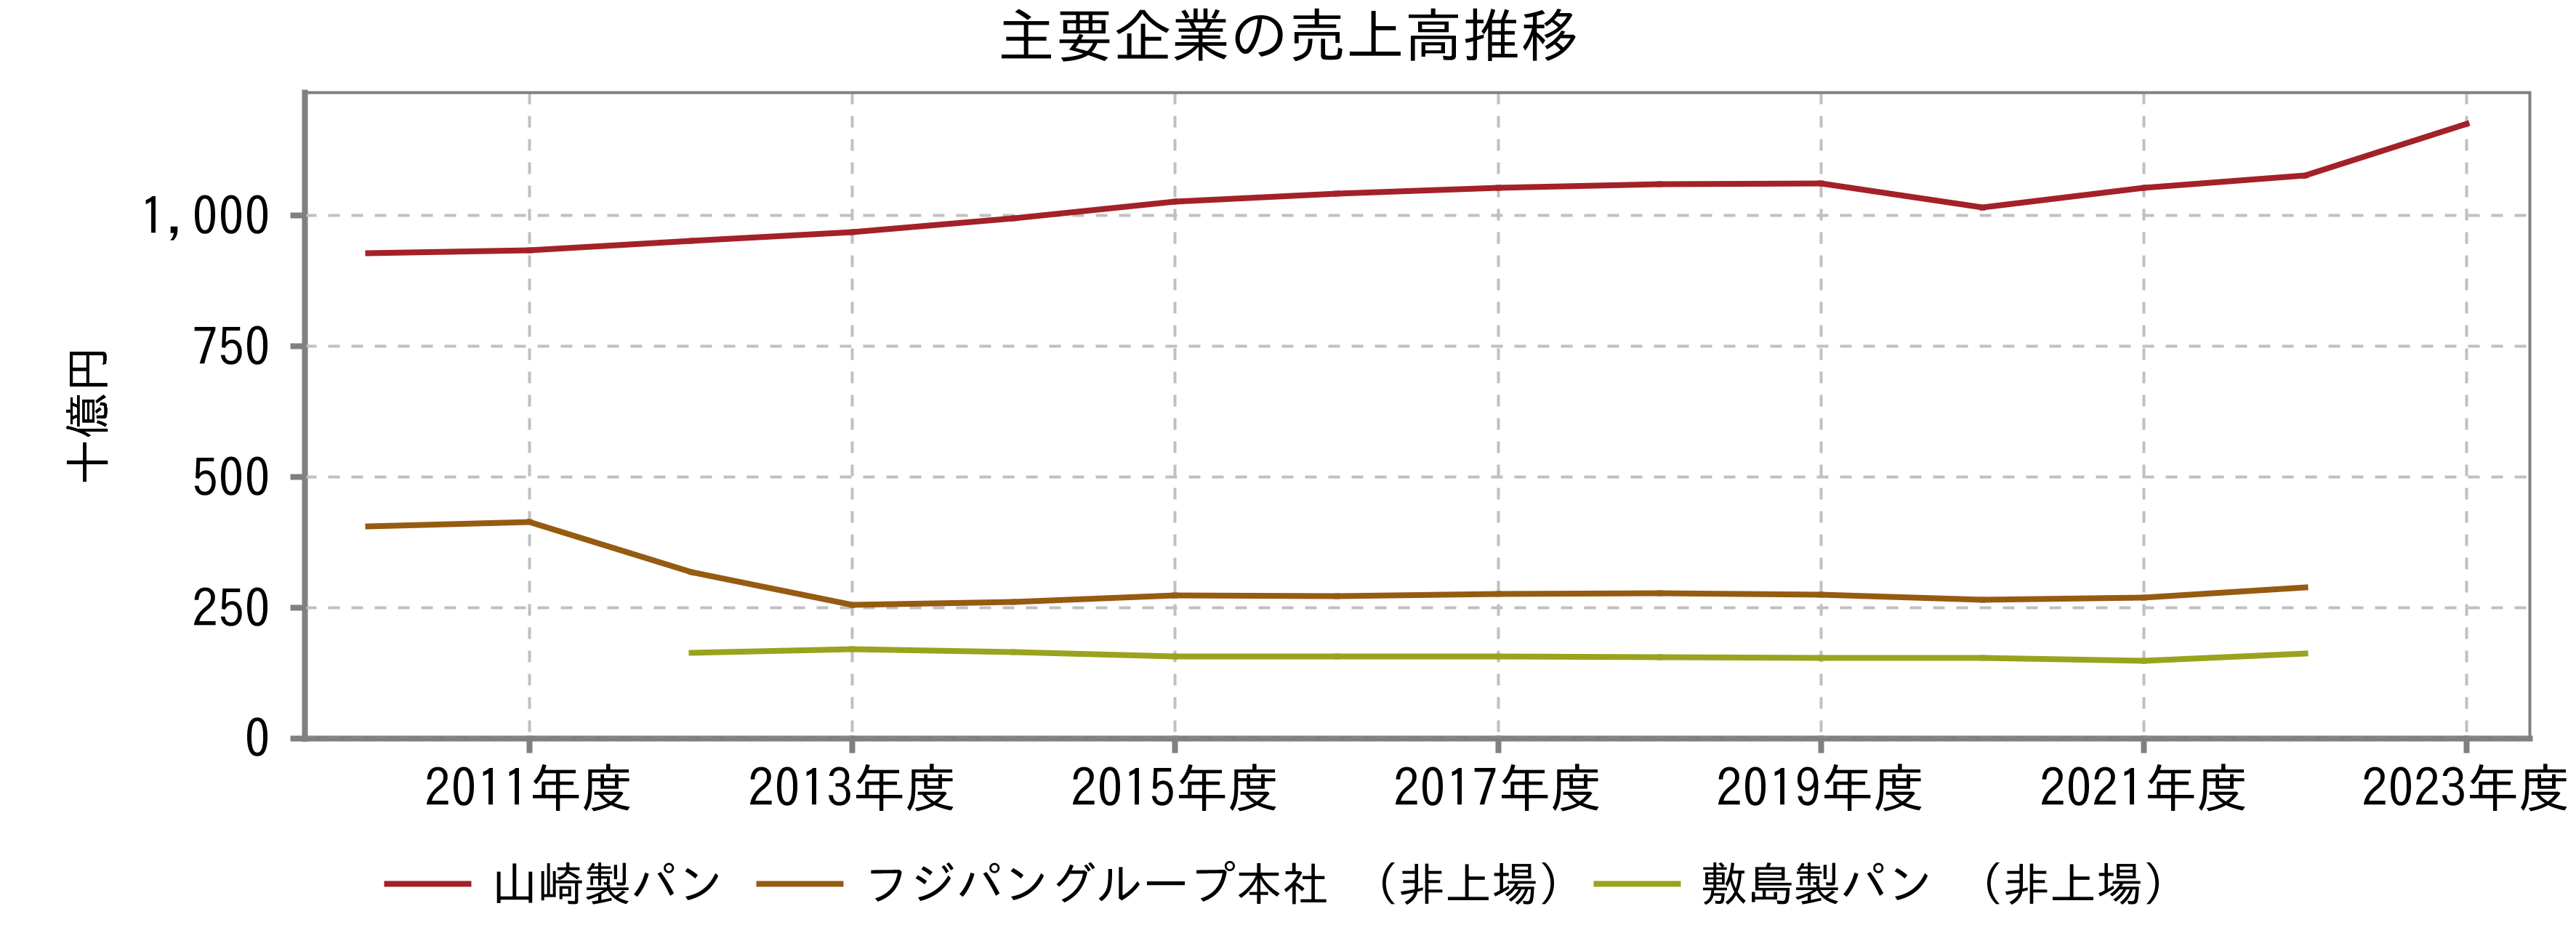 主要企業の売上高推移
十億円
1,000
750
500
250
0
2011年度 2013年度 2015年度 2017年度 2019年度 2021年度 2023年度
山崎製パン フジパングループ本社 （非上場） 敷島製パン （非上場）